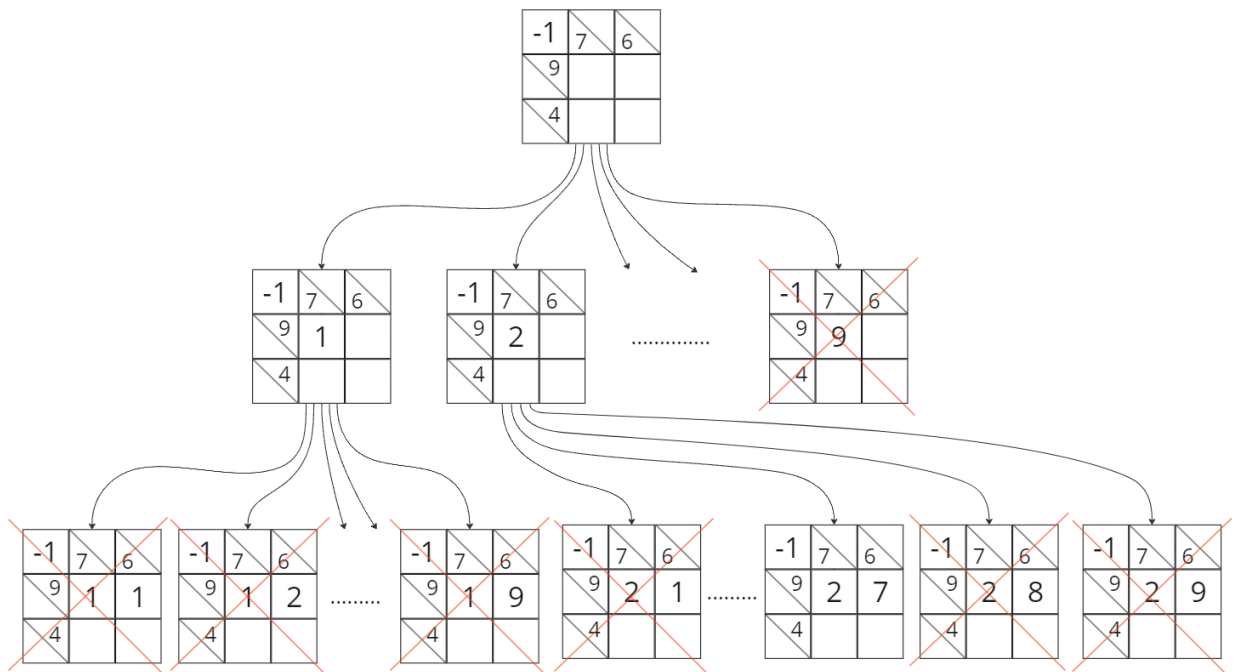 -1 7 6
9
4
-1 7 6
9 1
4
-1 7 6
9 2
4
..............
-1 7 6
9 9
4
-1 7 6
9 1 1
4
-1 7 6
9 1 2
4
.........
-1 7 6
9 1 9
4
-1 7 6
9 2 1
4
.........
-1 7 6
9 2 7
4
-1 7 6
9 2 8
4
-1 7 6
9 2 9
4